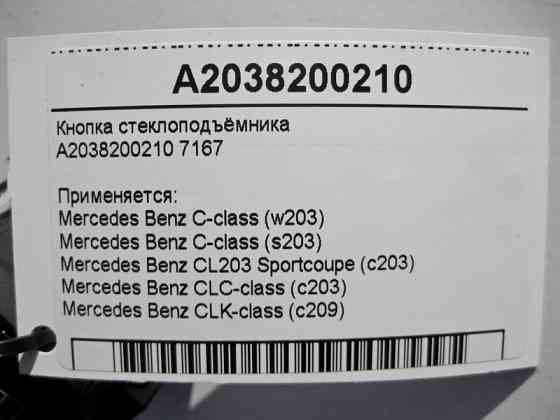 A2038200210
Кнопка стеклоподъёмника
A2038200210 7167
Применяется:
Mercedes Benz C-class (w203)
Mercedes Benz C-class (s203)
Mercedes Benz CL203 Sportcoupe (c203)
Mercedes Benz CLC-class (c203)
Mercedes Benz CLK-class (c209)